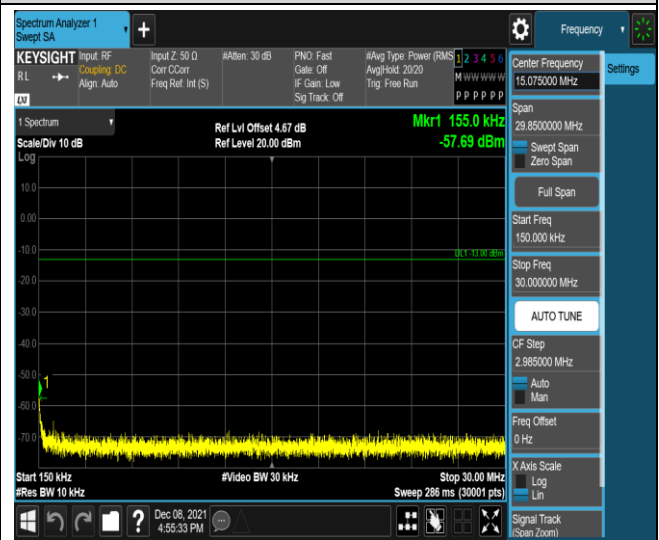 Spectrum Analyzer 1
Swept SA
Frequency
KEYSIGHT
RL
LXI
Input: RF
Coupling: DC
Align: Auto
Input Z: 50 Ω
Corr CCorr
Freq Ref: Int (S)
#Atten: 30 dB
PNO: Fast
Gate: Off
IF Gain: Low
Sig Track: Off
#Avg Type: Power (RMS
Avg|Hold: 20/20
Trig: Free Run
1 2 3 4 5 6
M W W W W W
P P P P P P
1 Spectrum
Scale/Div 10 dB
Log
Ref Lvl Offset 4.67 dB
Ref Level 20.00 dBm
Mkr1 155.0 kHz
-57.69 dBm
10.0
0.00
-10.0
-20.0
-30.0
-40.0
-50.0
-60.0
-70.0
DL1 -13.00 dBm
1
Start 150 kHz
#Res BW 10 kHz
#Video BW 30 kHz
Stop 30.00 MHz
Sweep 286 ms (30001 pts)
Dec 08, 2021
4:55:33 PM
Center Frequency
15.075000 MHz
Settings
Span
29.8500000 MHz
Swept Span
Zero Span
Full Span
Start Freq
150.000 kHz
Stop Freq
30.000000 MHz
AUTO TUNE
CF Step
2.985000 MHz
Auto
Man
Freq Offset
0 Hz
X Axis Scale
Log
Lin
Signal Track
(Span Zoom)